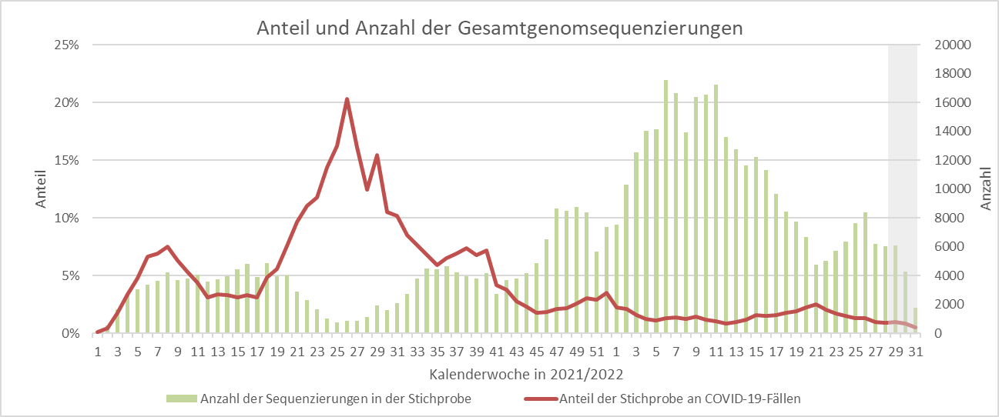 Anteil und Anzahl der Gesamtgenomsequenzierungen
25% 20000
18000
20% 16000
14000
15% 12000
10000
10% 8000
6000
5% 4000
2000
0% 0
Anteil
Anzahl
1 3 5 7 9 11 13 15 17 19 21 23 25 27 29 31 33 35 37 39 41 43 45 47 49 51 1 3 5 7 9 11 13 15 17 19 21 23 25 27 29 31
Kalenderwoche in 2021/2022
Anzahl der Sequenzierungen in der Stichprobe Anteil der Stichprobe an COVID-19-Fällen